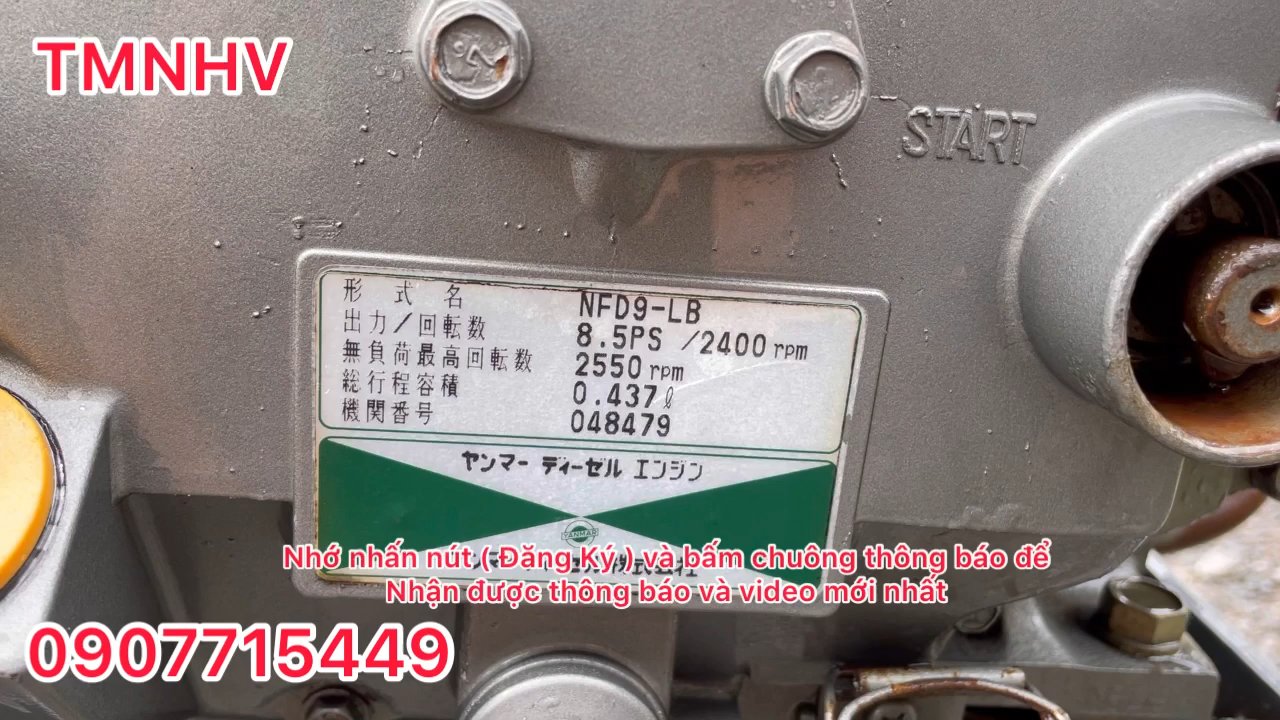 TMNHV
START
形式名 NFD9-LB
出力/回転数 8.5PS /2400 rpm
無負荷最高回転数 2550 rpm
総行程容積 0.437ℓ
機関番号 048479
ヤンマー ディーゼル エンジン
YANMAR
Nhớ nhấn nút ( Đăng Ký ) và bấm chuông thông báo để
Nhận được thông báo và video mới nhất
0907715449